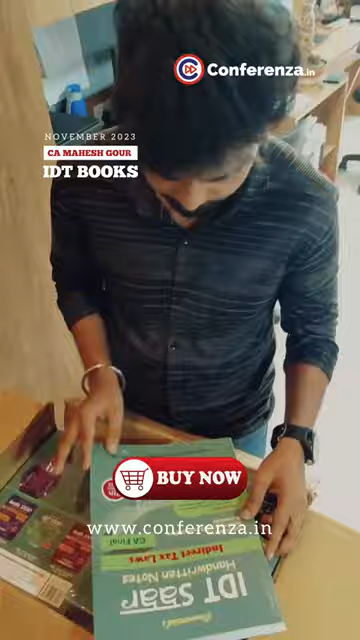 Conferenza.in
NOVEMBER 2023
CA MAHESH GOUR
IDT BOOKS
BUY NOW
www.conferenza.in
CA Final
Indirect Tax Laws
Handwritten Notes
IDT Saar